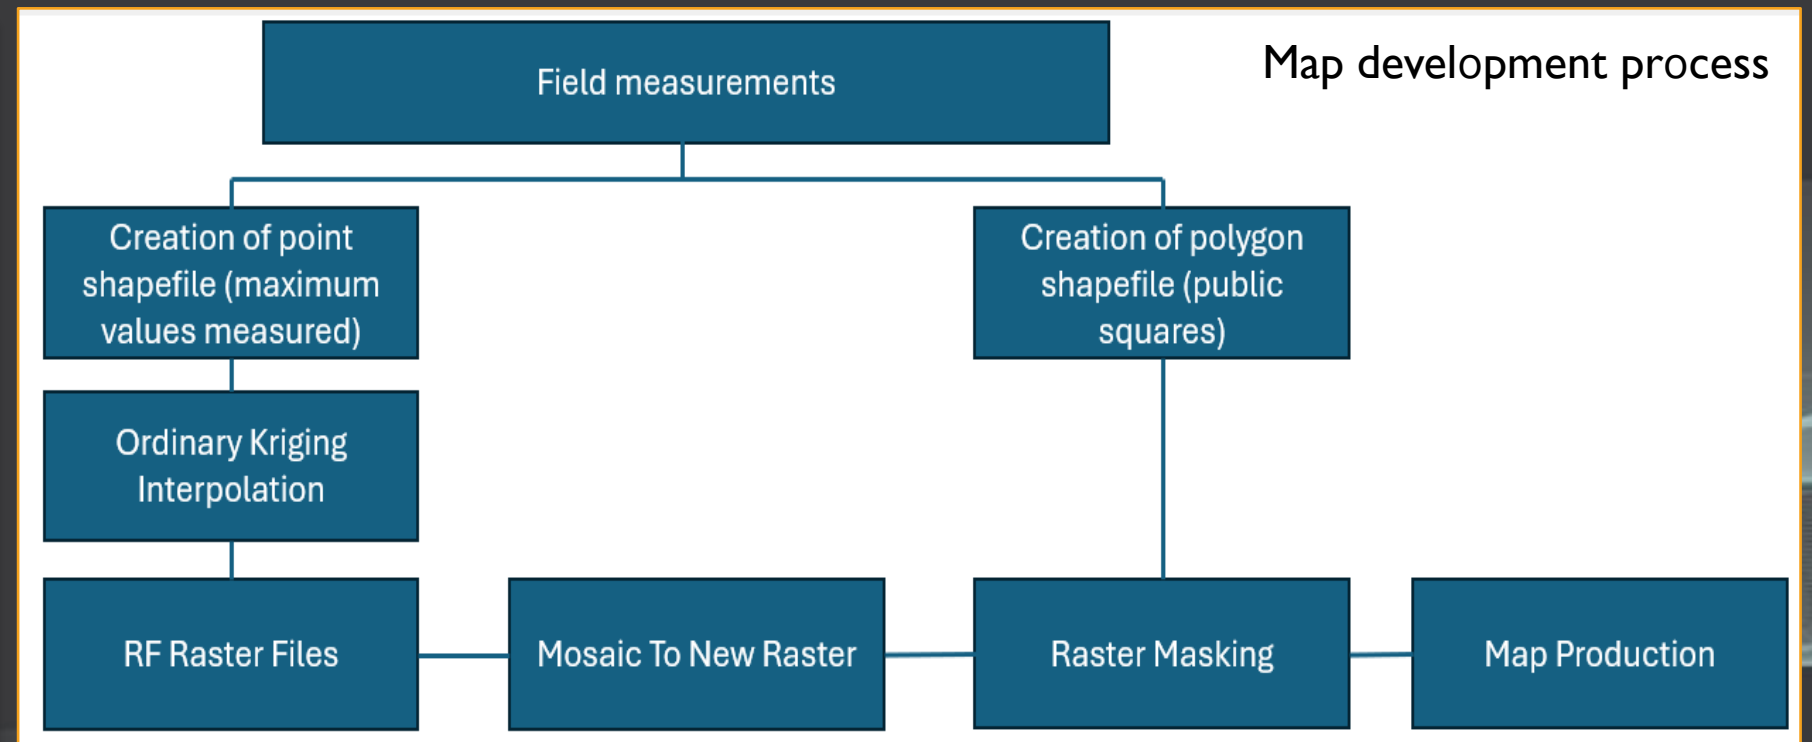 Map development process
Field measurements
Creation of point
shapefile (maximum
values measured)
Creation of polygon
shapefile (public
squares)
Ordinary Kriging
Interpolation
RF Raster Files
Mosaic To New Raster
Raster Masking
Map Production